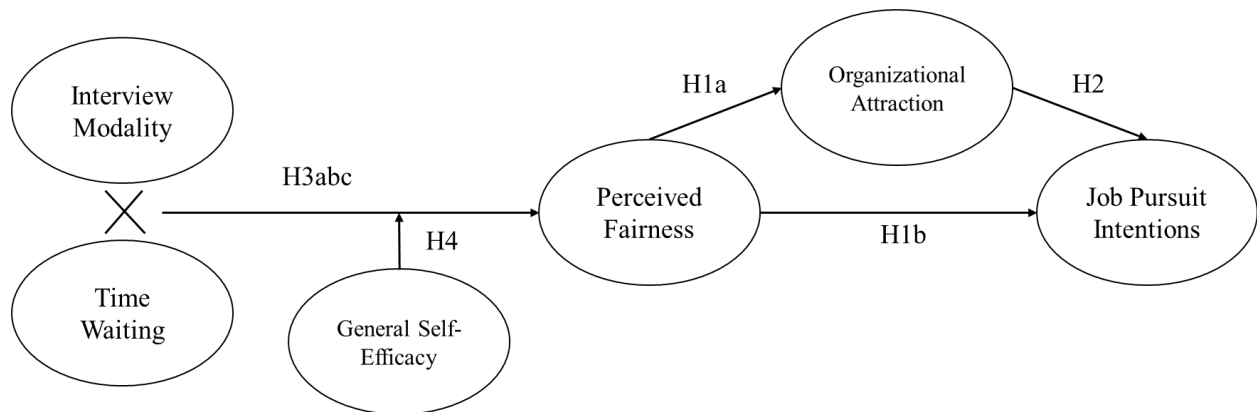 Interview
Modality
Time
Waiting
H3abc
H4
General Self-
Efficacy
Perceived
Fairness
H1a
Organizational
Attraction
H2
H1b
Job Pursuit
Intentions